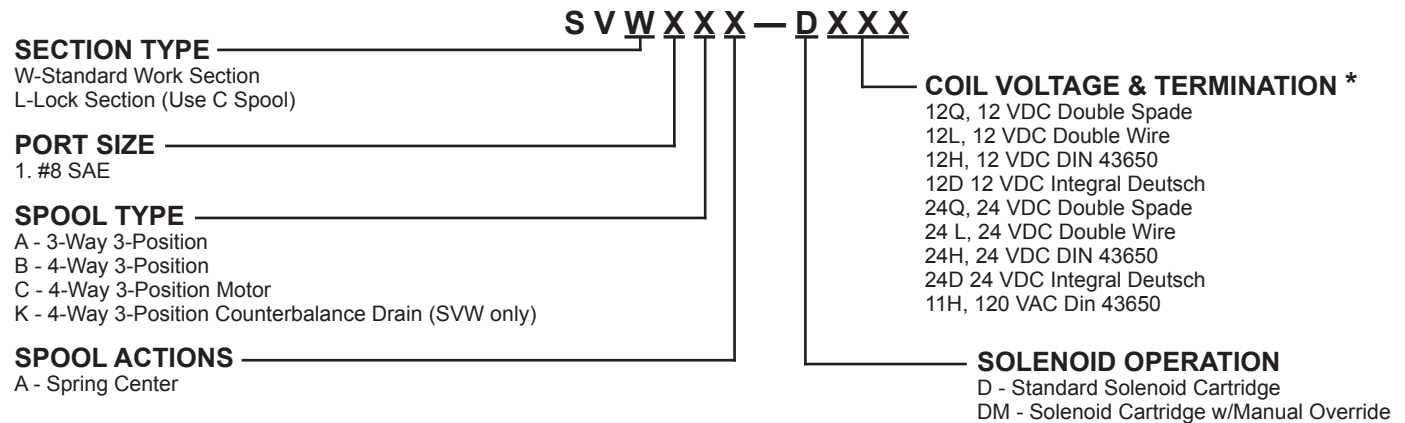 S V W X X X — D X X X
SECTION TYPE
W-Standard Work Section
L-Lock Section (Use C Spool)
PORT SIZE
1. #8 SAE
SPOOL TYPE
A - 3-Way 3-Position
B - 4-Way 3-Position
C - 4-Way 3-Position Motor
K - 4-Way 3-Position Counterbalance Drain (SVW only)
SPOOL ACTIONS
A - Spring Center
COIL VOLTAGE & TERMINATION *
12Q, 12 VDC Double Spade
12L, 12 VDC Double Wire
12H, 12 VDC DIN 43650
12D 12 VDC Integral Deutsch
24Q, 24 VDC Double Spade
24 L, 24 VDC Double Wire
24H, 24 VDC DIN 43650
24D 24 VDC Integral Deutsch
11H, 120 VAC Din 43650
SOLENOID OPERATION
D - Standard Solenoid Cartridge
DM - Solenoid Cartridge w/Manual Override